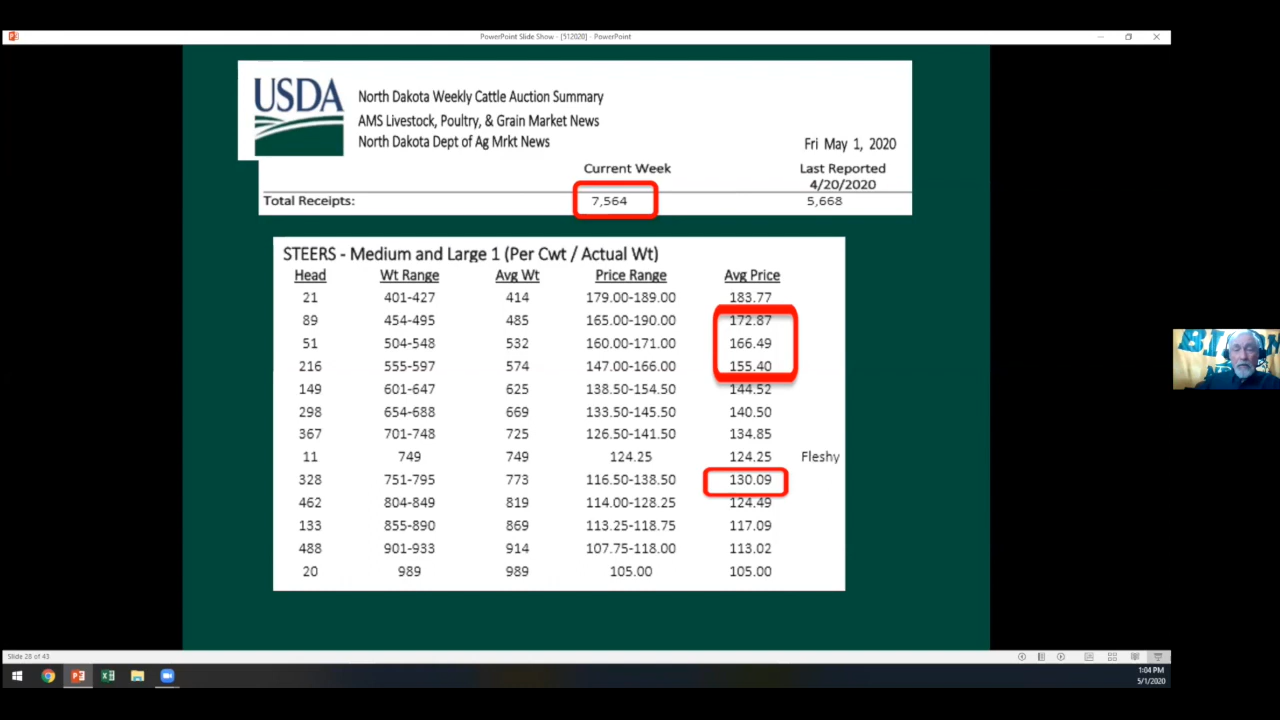 PowerPoint Slide Show - [512020] - PowerPoint
USDA
North Dakota Weekly Cattle Auction Summary
AMS Livestock, Poultry, & Grain Market News
North Dakota Dept of Ag Mrkt News
Fri May 1, 2020
Current Week Last Reported
4/20/2020
Total Receipts: 7,564 5,668
STEERS - Medium and Large 1 (Per Cwt / Actual Wt)
Head Wt Range Avg Wt Price Range Avg Price
21 401-427 414 179.00-189.00 183.77
89 454-495 485 165.00-190.00 172.87
51 504-548 532 160.00-171.00 166.49
216 555-597 574 147.00-166.00 155.40
149 601-647 625 138.50-154.50 144.52
298 654-688 669 133.50-145.50 140.50
367 701-748 725 126.50-141.50 134.85
11 749 749 124.25 124.25 Fleshy
328 751-795 773 116.50-138.50 130.09
462 804-849 819 114.00-128.25 124.49
133 855-890 869 113.25-118.75 117.09
488 901-933 914 107.75-118.00 113.02
20 989 989 105.00 105.00
Slide 28 of 43
1:04 PM
5/1/2020